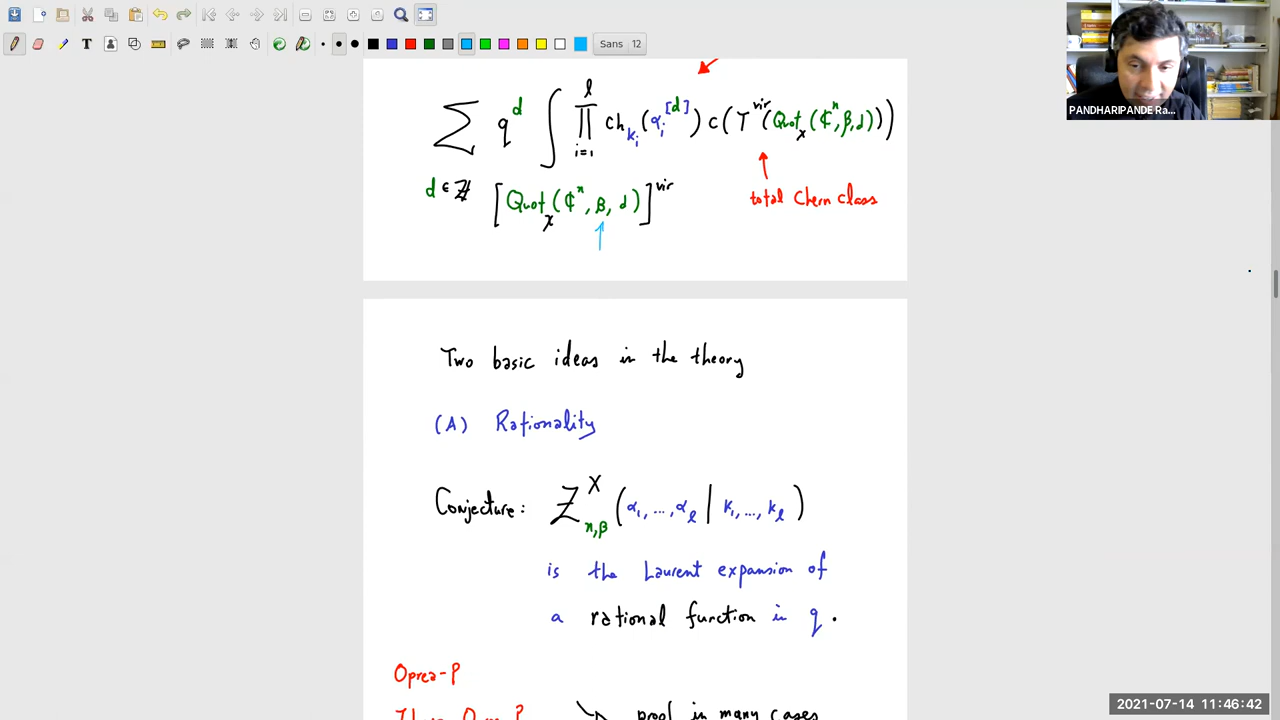 Sans 12
PANDHARIPANDE Ra...
∑ q^d ∫ ∏ ch_{k_i}(α_i^{[d]}) c(T^{vir}(Quot_X(ℂ^n, β, d)))
l
i=1
d ∈ ℤ [Quot_X(ℂ^n, β, d)]^{vir}
total Chern class
Two basic ideas in the theory
(A) Rationality
Conjecture: Z^X_{n,β} (α_1, ..., α_l | k_1, ..., k_l)
is the Laurent expansion of
a rational function in q.
Oprea-P
proof in many cases
2021-07-14 11:46:42